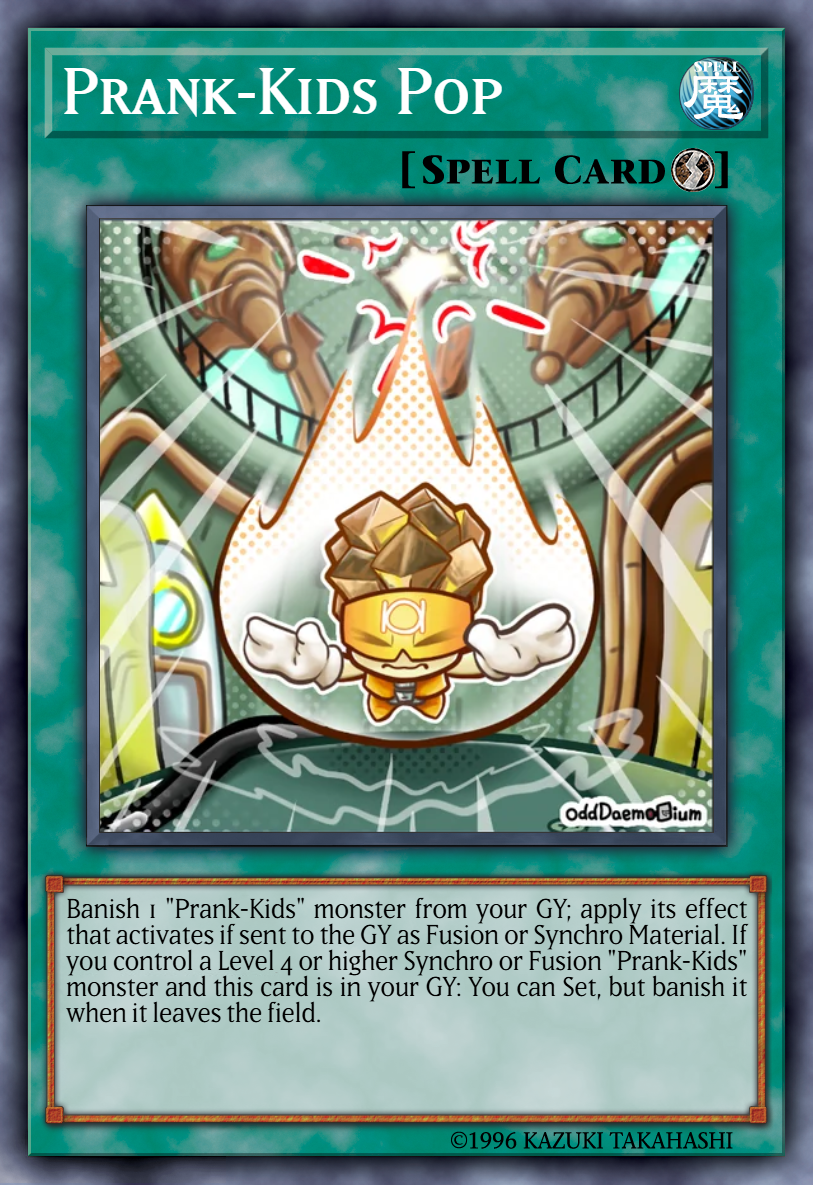 Prank-Kids Pop
SPELL
魔
[Spell Card]
oddDaemonium
Banish 1 "Prank-Kids" monster from your GY; apply its effect
that activates if sent to the GY as Fusion or Synchro Material. If
you control a Level 4 or higher Synchro or Fusion "Prank-Kids"
monster and this card is in your GY: You can Set, but banish it
when it leaves the field.
©1996 KAZUKI TAKAHASHI